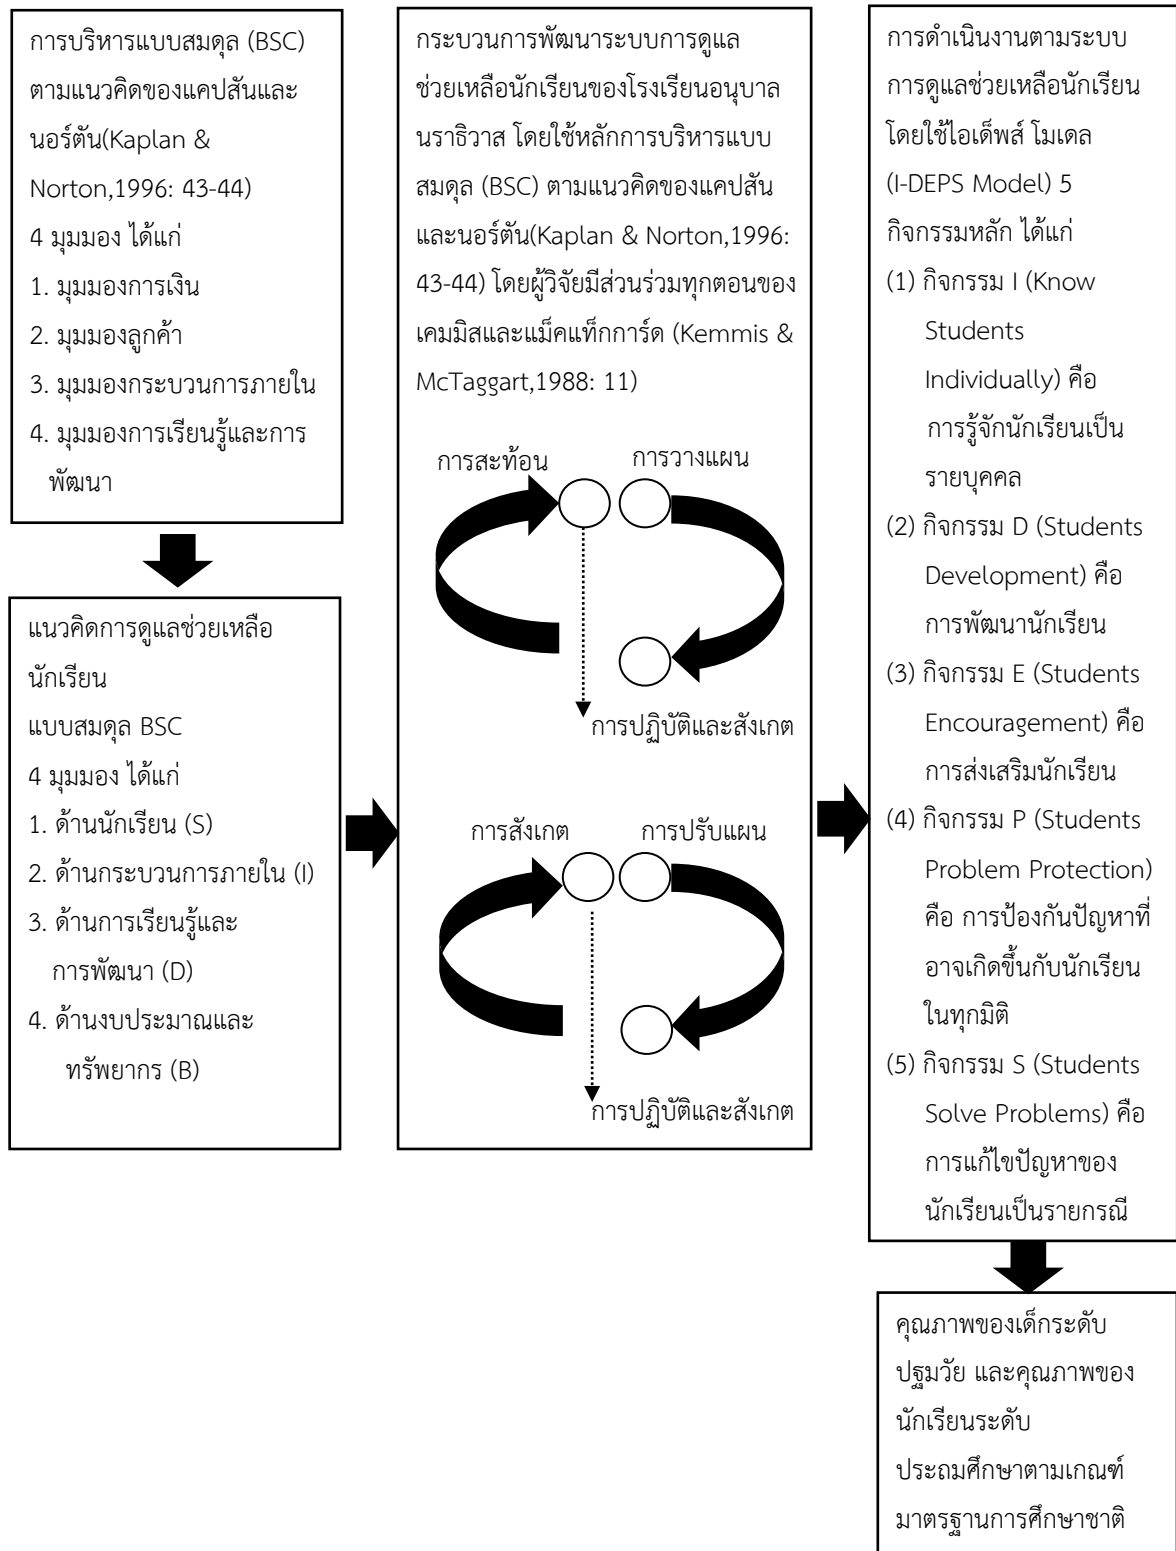 การบริหารแบบสมดุล (BSC)
ตามแนวคิดของแคปสันและ
นอร์ตัน(Kaplan &
Norton,1996: 43-44)
4 มุมมอง ได้แก่
1. มุมมองการเงิน
2. มุมมองลูกค้า
3. มุมมองกระบวนการภายใน
4. มุมมองการเรียนรู้และการ
พัฒนา
แนวคิดการดูแลช่วยเหลือ
นักเรียน
แบบสมดุล BSC
4 มุมมอง ได้แก่
1. ด้านนักเรียน (S)
2. ด้านกระบวนการภายใน (I)
3. ด้านการเรียนรู้และ
การพัฒนา (D)
4. ด้านงบประมาณและ
ทรัพยากร (B)
กระบวนการพัฒนาระบบการดูแล
ช่วยเหลือนักเรียนของโรงเรียนอนุบาล
นราธิวาส โดยใช้หลักการบริหารแบบ
สมดุล (BSC) ตามแนวคิดของแคปสัน
และนอร์ตัน(Kaplan & Norton,1996:
43-44) โดยผู้วิจัยมีส่วนร่วมทุกตอนของ
เคมมิสและแม็คแท็กการ์ด (Kemmis &
McTaggart,1988: 11)
การสะท้อน การวางแผน
การปฏิบัติและสังเกต
การสังเกต การปรับแผน
การปฏิบัติและสังเกต
การดำเนินงานตามระบบ
การดูแลช่วยเหลือนักเรียน
โดยใช้ไอเด็พส์ โมเดล
(I-DEPS Model) 5
กิจกรรมหลัก ได้แก่
(1) กิจกรรม I (Know
Students
Individually) คือ
การรู้จักนักเรียนเป็น
รายบุคคล
(2) กิจกรรม D (Students
Development) คือ
การพัฒนานักเรียน
(3) กิจกรรม E (Students
Encouragement) คือ
การส่งเสริมนักเรียน
(4) กิจกรรม P (Students
Problem Protection)
คือ การป้องกันปัญหาที่
อาจเกิดขึ้นกับนักเรียน
ในทุกมิติ
(5) กิจกรรม S (Students
Solve Problems) คือ
การแก้ไขปัญหาของ
นักเรียนเป็นรายกรณี
คุณภาพของเด็กระดับ
ปฐมวัย และคุณภาพของ
นักเรียนระดับ
ประถมศึกษาตามเกณฑ์
มาตรฐานการศึกษาชาติ